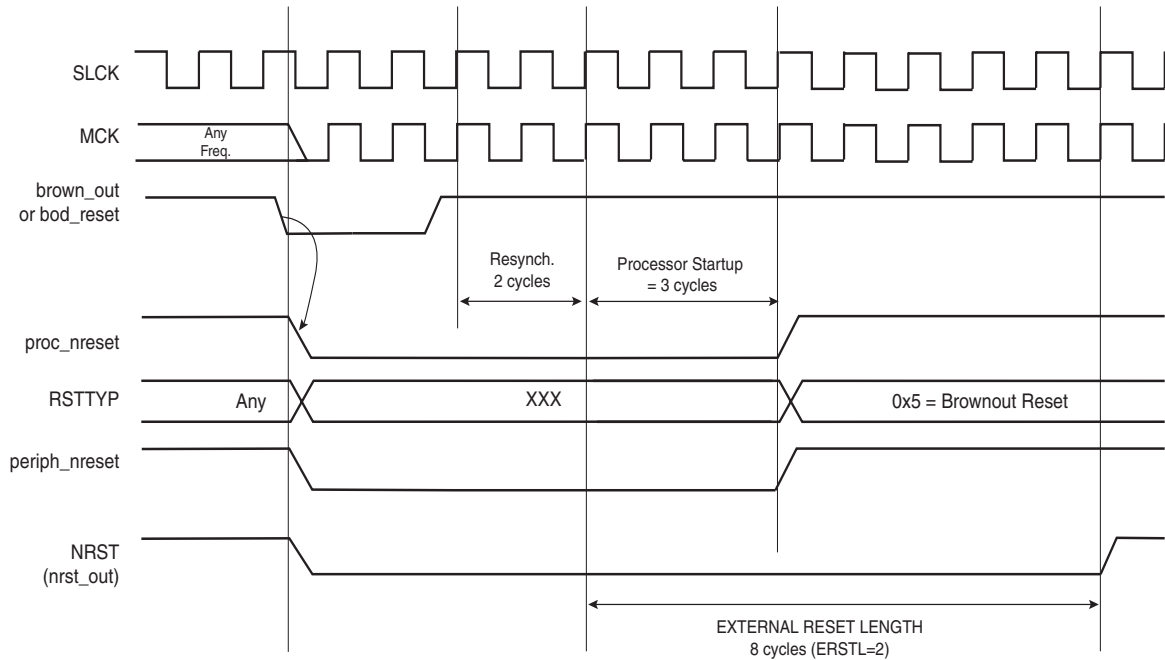 SLCK
MCK
Any
Freq.
brown_out
or bod_reset
Resynch.
2 cycles
Processor Startup
= 3 cycles
proc_nreset
RSTTYP
Any
XXX
0x5 = Brownout Reset
periph_nreset
NRST
(nrst_out)
EXTERNAL RESET LENGTH
8 cycles (ERSTL=2)